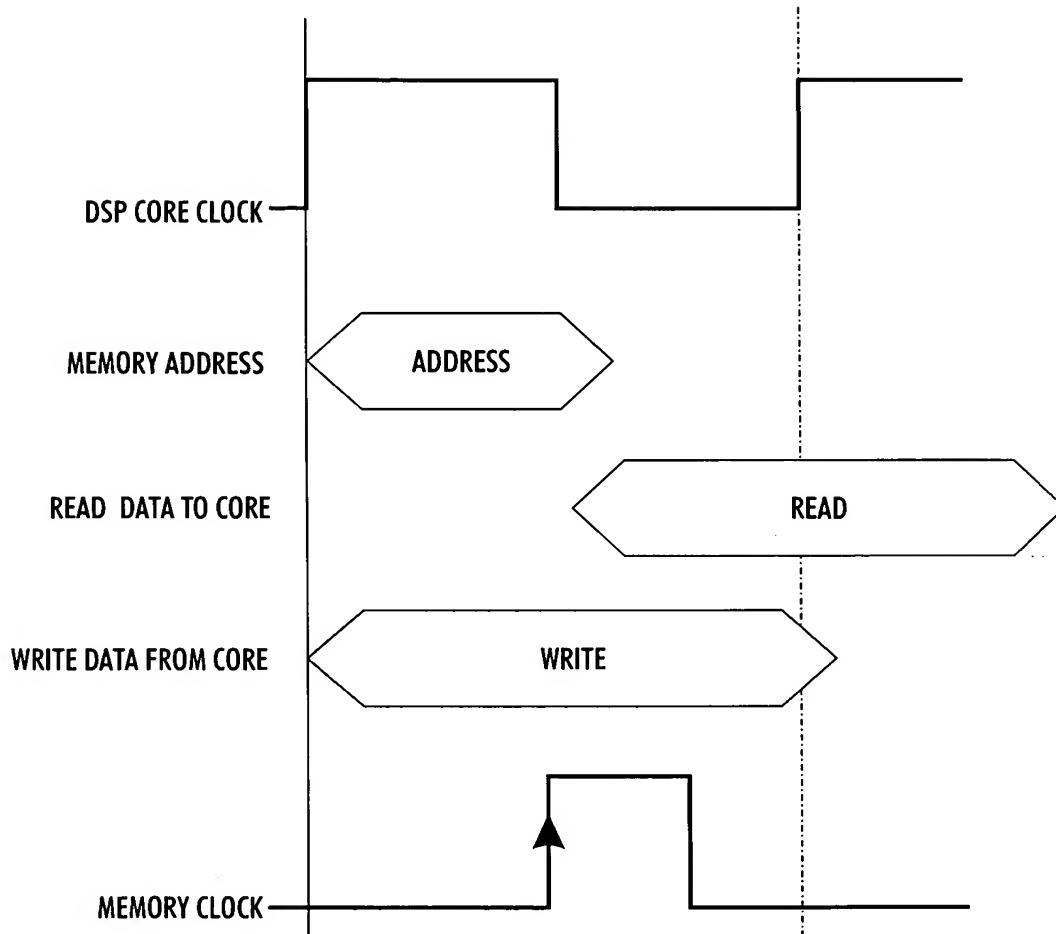 DSP CORE CLOCK
MEMORY ADDRESS
ADDRESS
READ DATA TO CORE
READ
WRITE DATA FROM CORE
WRITE
MEMORY CLOCK